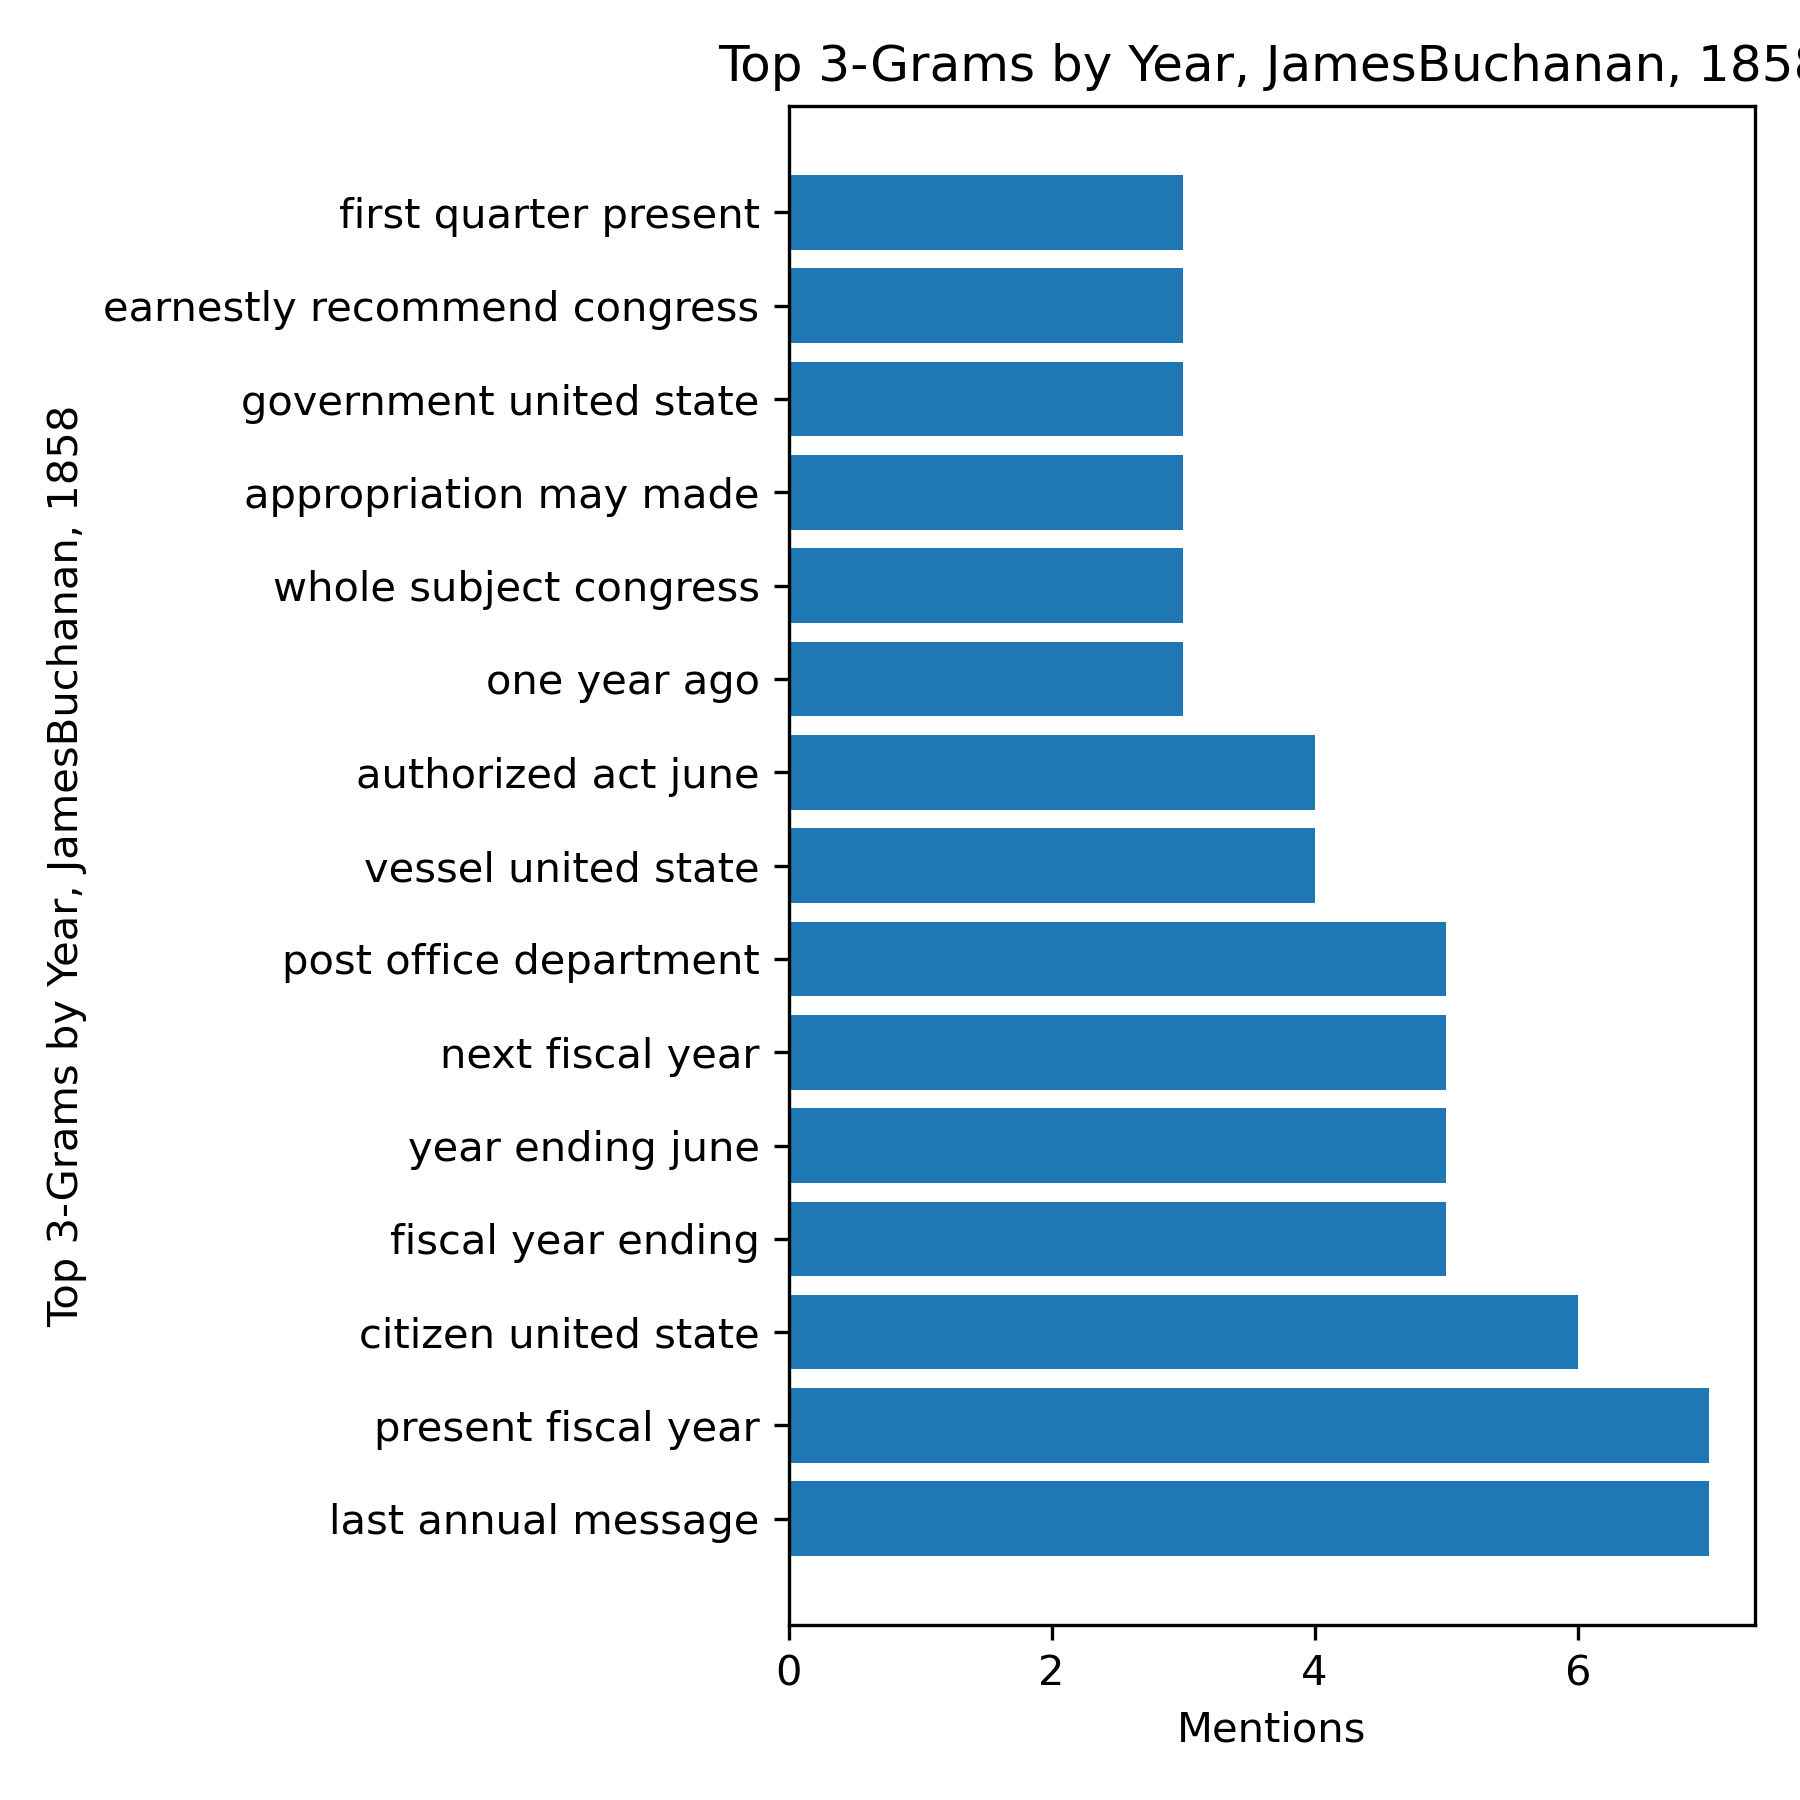 Top 3-Grams by Year, JamesBuchanan, 1858
Top 3-Grams by Year, JamesBuchanan, 1858
first quarter present
earnestly recommend congress
government united state
appropriation may made
whole subject congress
one year ago
authorized act june
vessel united state
post office department
next fiscal year
year ending june
fiscal year ending
citizen united state
present fiscal year
last annual message
0 2 4 6
Mentions